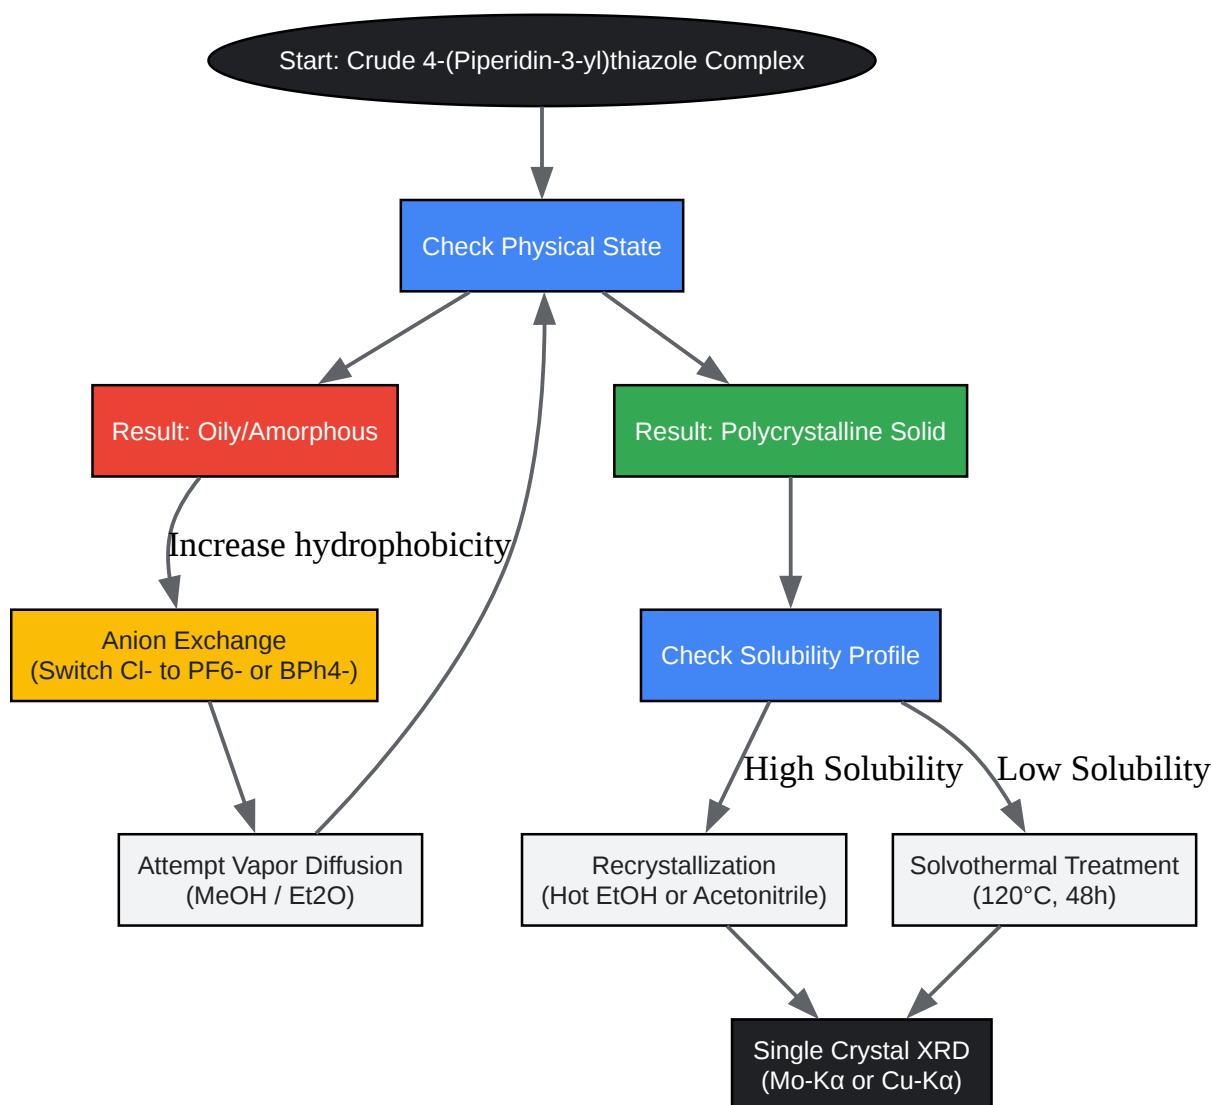 Start: Crude 4-(Piperidin-3-yl)thiazole Complex
Check Physical State
Result: Oily/Amorphous
Result: Polycrystalline Solid
Increase hydrophobicity
Anion Exchange
(Switch Cl- to PF6- or BPh4-)
Check Solubility Profile
High Solubility
Low Solubility
Attempt Vapor Diffusion
(MeOH / Et2O)
Recrystallization
(Hot EtOH or Acetonitrile)
Solvothermal Treatment
(120°C, 48h)
Single Crystal XRD
(Mo-Kα or Cu-Kα)